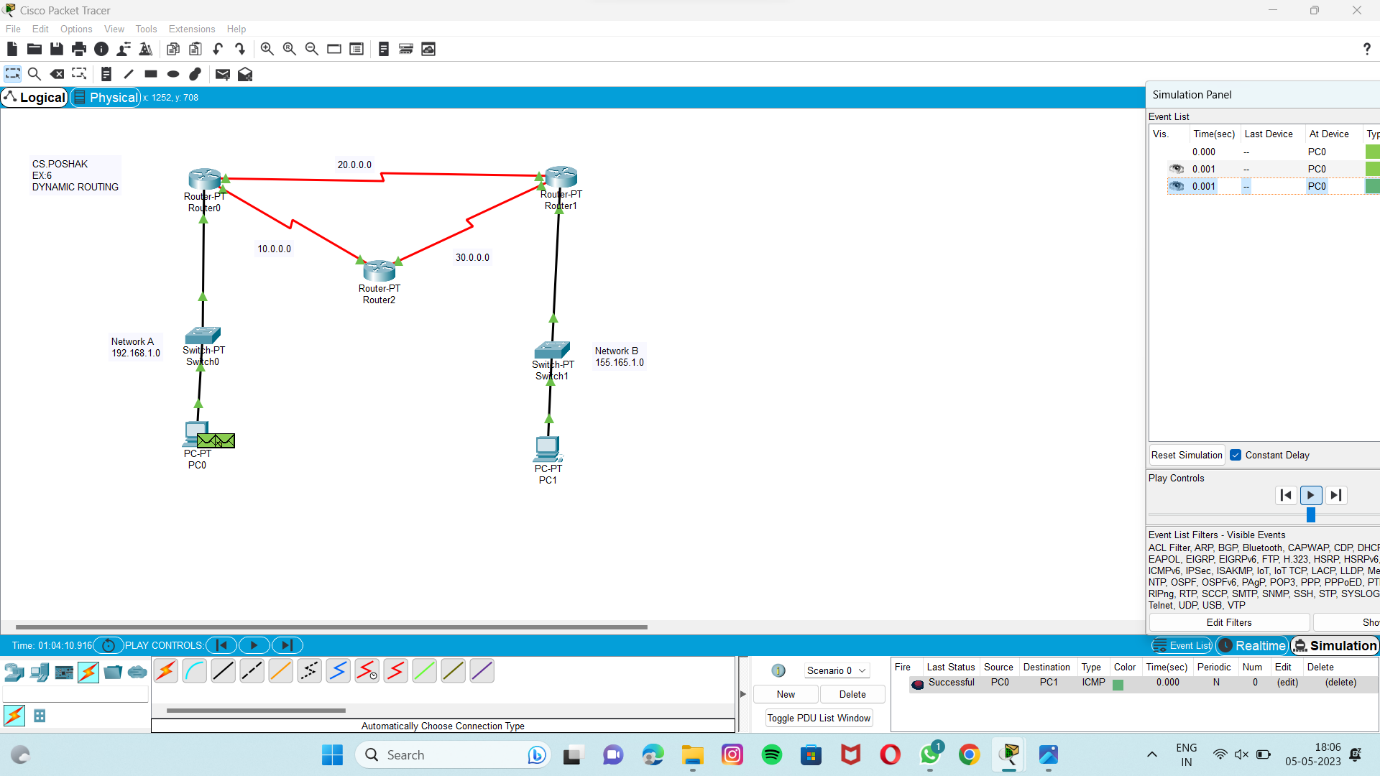 Cisco Packet Tracer
File Edit Options View Tools Extensions Help
?
Logical Physical x: 1252, y: 708
CS.POSHAK
EX:6
DYNAMIC ROUTING
20.0.0.0
Router-PT
Router0
Router-PT
Router1
10.0.0.0
30.0.0.0
Router-PT
Router2
Network A
192.168.1.0
Switch-PT
Switch0
Switch-PT
Switch1
Network B
155.165.1.0
PC-PT
PC0
PC-PT
PC1
Simulation Panel
Event List
Vis. Time(sec) Last Device At Device Typ
0.000 -- PC0
0.001 -- PC0
0.001 -- PC0
Reset Simulation Constant Delay
Play Controls
Event List Filters - Visible Events
ACL Filter, ARP, BGP, Bluetooth, CAPWAP, CDP, DHCP
EAPOL, EIGRP, EIGRPv6, FTP, H.323, HSRP, HSRPv6,
ICMPv6, IPSec, ISAKMP, IoT, IoT TCP, LACP, LLDP, Me
NTP, OSPF, OSPFv6, PAgP, POP3, PPP, PPPoED, PT
RIPng, RTP, SCCP, SMTP, SNMP, SSH, STP, SYSLOG
Telnet, UDP, USB, VTP
Edit Filters Sho
Time: 01:04:10.916 PLAY CONTROLS: Event List Realtime Simulation
Automatically Choose Connection Type
Scenario 0
New Delete
Toggle PDU List Window
Fire Last Status Source Destination Type Color Time(sec) Periodic Num Edit Delete
Successful PC0 PC1 ICMP 0.000 N 0 (edit) (delete)
Search
1
ENG
IN
18:06
05-05-2023